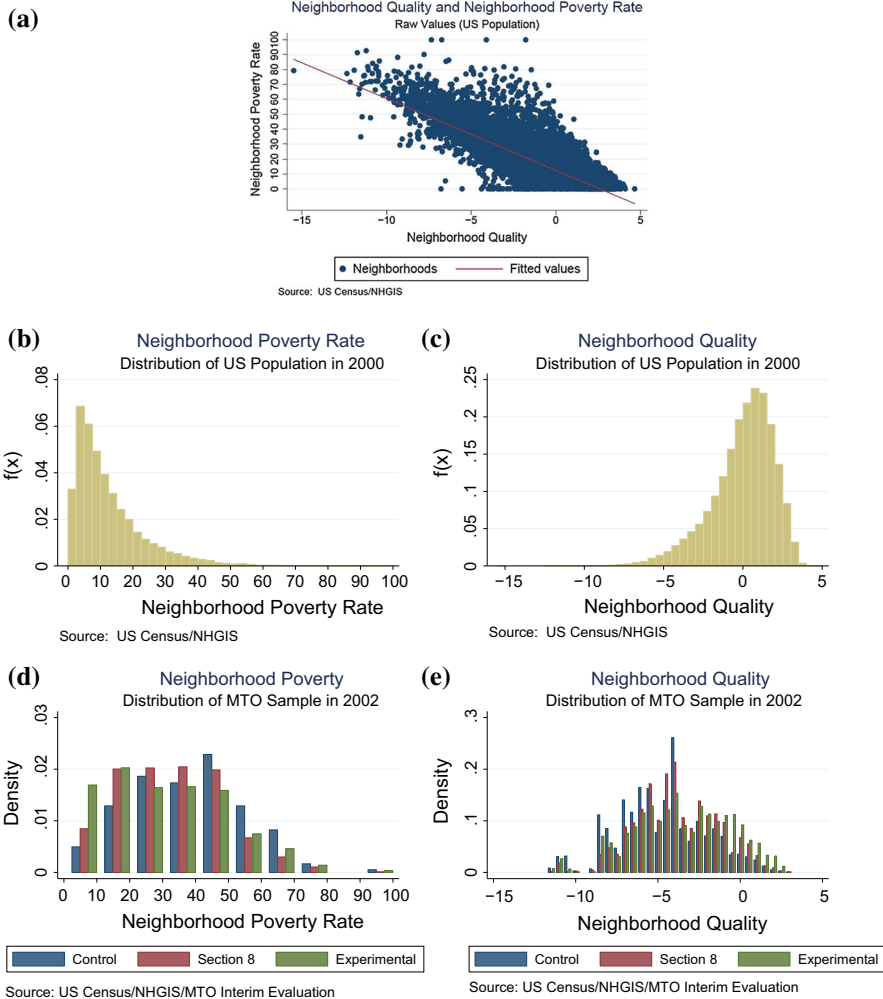 (a)
Neighborhood Quality and Neighborhood Poverty Rate
Raw Values (US Population)
Neighborhood Poverty Rate
0 10 20 30 40 50 60 70 80 90100
−15 −10 −5 0 5
Neighborhood Quality
Neighborhoods Fitted values
Source: US Census/NHGIS
(b)
Neighborhood Poverty Rate
Distribution of US Population in 2000
f(x)
0 .02 .04 .06 .08
0 10 20 30 40 50 60 70 80 90 100
Neighborhood Poverty Rate
Source: US Census/NHGIS
(c)
Neighborhood Quality
Distribution of US Population in 2000
f(x)
0 .05 .1 .15 .2 .25
−15 −10 −5 0 5
Neighborhood Quality
Source: US Census/NHGIS
(d)
Neighborhood Poverty
Distribution of MTO Sample in 2002
Density
0 .01 .02 .03
0 10 20 30 40 50 60 70 80 90 100
Neighborhood Poverty Rate
Control Section 8 Experimental
Source: US Census/NHGIS/MTO Interim Evaluation
(e)
Neighborhood Quality
Distribution of MTO Sample in 2002
Density
0 .1 .2 .3
−15 −10 −5 0 5
Neighborhood Quality
Control Section 8 Experimental
Source: US Census/NHGIS/MTO Interim Evaluation